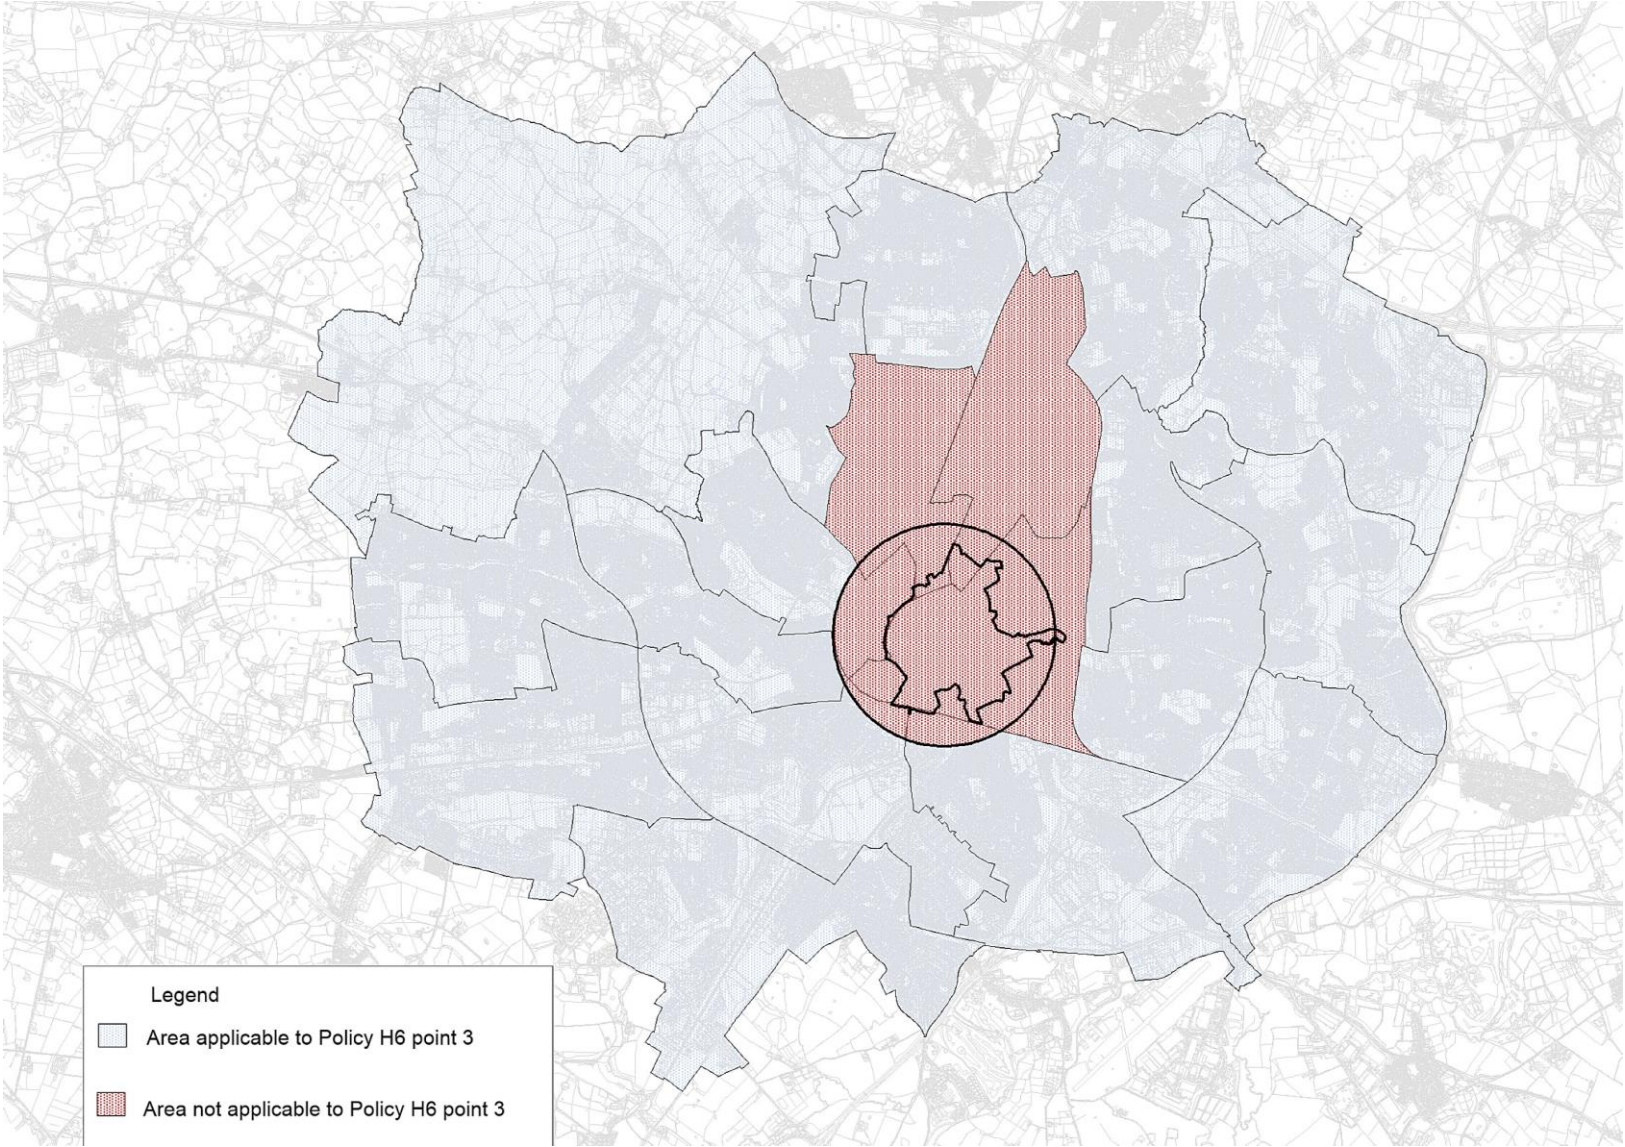 Legend
Area applicable to Policy H6 point 3
Area not applicable to Policy H6 point 3